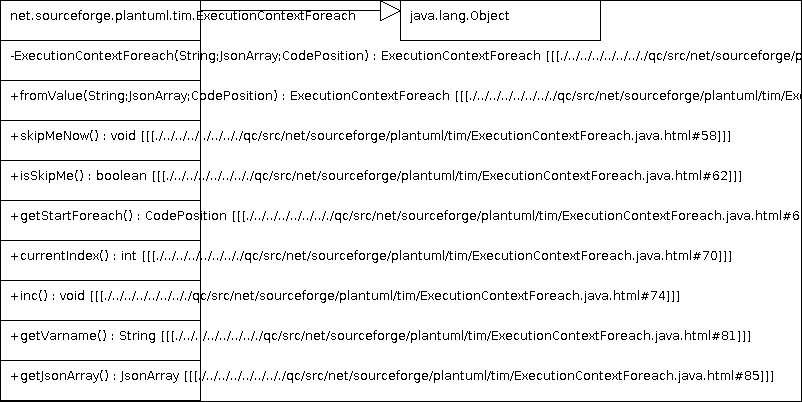 net.sourceforge.plantuml.tim.ExecutionContextForeach
java.lang.Object
-ExecutionContextForeach(String;JsonArray;CodePosition) : ExecutionContextForeach [[[./../../../../../../../qc/src/net/sourceforge/p
+fromValue(String;JsonArray;CodePosition) : ExecutionContextForeach [[[./../../../../../../../qc/src/net/sourceforge/plantuml/tim/Ex
+skipMeNow() : void [[[./../../../../../../../qc/src/net/sourceforge/plantuml/tim/ExecutionContextForeach.java.html#58]]]
+isSkipMe() : boolean [[[./../../../../../../../qc/src/net/sourceforge/plantuml/tim/ExecutionContextForeach.java.html#62]]]
+getStartForeach() : CodePosition [[[./../../../../../../../qc/src/net/sourceforge/plantuml/tim/ExecutionContextForeach.java.html#6
+currentIndex() : int [[[./../../../../../../../qc/src/net/sourceforge/plantuml/tim/ExecutionContextForeach.java.html#70]]]
+inc() : void [[[./../../../../../../../qc/src/net/sourceforge/plantuml/tim/ExecutionContextForeach.java.html#74]]]
+getVarname() : String [[[./../../../../../../../qc/src/net/sourceforge/plantuml/tim/ExecutionContextForeach.java.html#81]]]
+getJsonArray() : JsonArray [[[./../../../../../../../qc/src/net/sourceforge/plantuml/tim/ExecutionContextForeach.java.html#85]]]